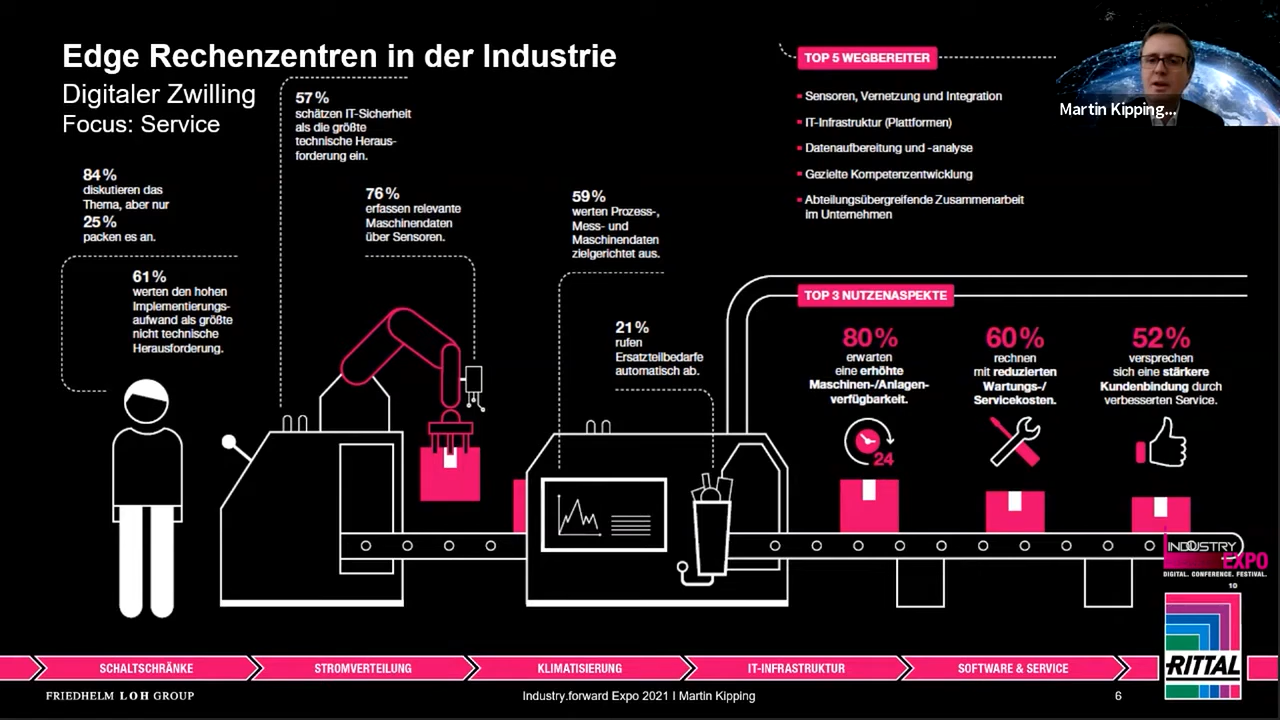 Edge Rechenzentren in der Industrie
Digitaler Zwilling
Focus: Service
57%
schätzen IT-Sicherheit
als die größte
technische Heraus-
forderung ein.
84%
diskutieren das
Thema, aber nur
25%
packen es an.
61%
werten den hohen
Implementierungs-
aufwand als größte
nicht technische
Herausforderung.
76%
erfassen relevante
Maschinendaten
über Sensoren.
59%
werten Prozess-,
Mess- und
Maschinendaten
zielgerichtet aus.
21%
rufen
Ersatzteilbedarfe
automatisch ab.
TOP 5 WEGBEREITER
Sensoren, Vernetzung und Integration
IT-Infrastruktur (Plattformen)
Datenaufbereitung und -analyse
Gezielte Kompetenzentwicklung
Abteilungsübergreifende Zusammenarbeit
im Unternehmen
Martin Kipping...
TOP 3 NUTZENASPEKTE
80%
erwarten
eine erhöhte
Maschinen-/Anlagen-
verfügbarkeit.
24
60%
rechnen
mit reduzierten
Wartungs-/
Servicekosten.
52%
versprechen
sich eine stärkere
Kundenbindung durch
verbesserten Service.
INDUSTRY
EXPO
DIGITAL. CONFERENCE. FESTIVAL.
10
SCHALTSCHRÄNKE
STROMVERTEILUNG
KLIMATISIERUNG
IT-INFRASTRUKTUR
SOFTWARE & SERVICE
RITTAL
FRIEDHELM LOH GROUP
Industry.forward Expo 2021 I Martin Kipping
6